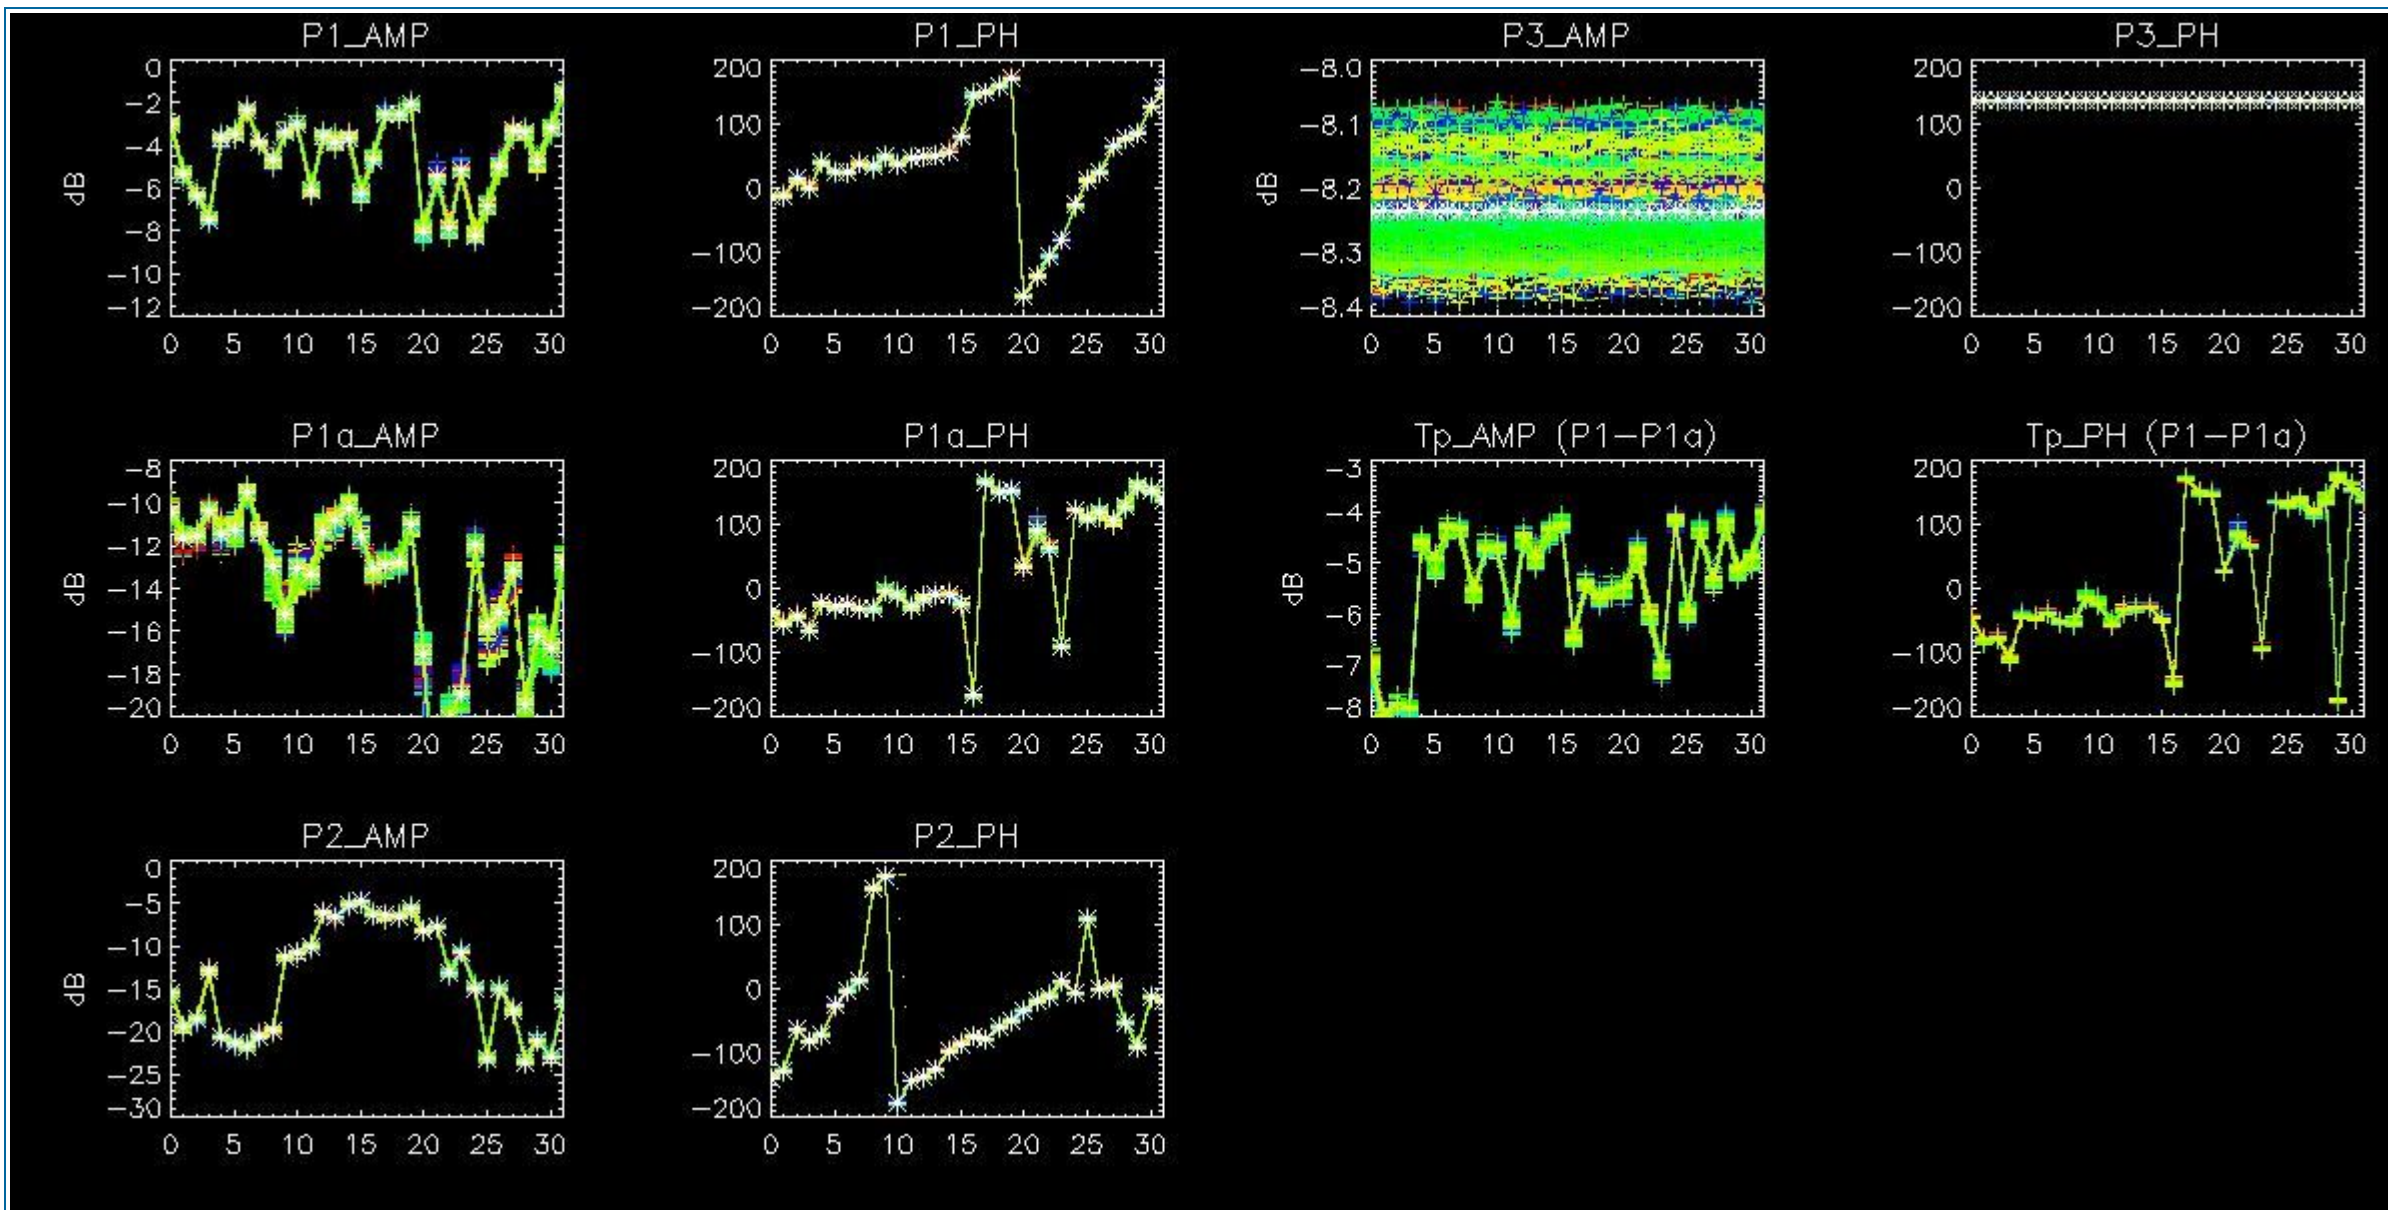 P1_AMP
P1_PH
P3_AMP
P3_PH
0
−2
−4
−6
−8
−10
−12
dB
0 5 10 15 20 25 30
200
100
0
−100
−200
0 5 10 15 20 25 30
−8.0
−8.1
−8.2
−8.3
−8.4
dB
0 5 10 15 20 25 30
200
100
0
−100
−200
0 5 10 15 20 25 30
P1a_AMP
P1a_PH
Tp_AMP (P1−P1a)
Tp_PH (P1−P1a)
−8
−10
−12
−14
−16
−18
−20
dB
0 5 10 15 20 25 30
200
100
0
−100
−200
0 5 10 15 20 25 30
−3
−4
−5
−6
−7
−8
dB
0 5 10 15 20 25 30
200
100
0
−100
−200
0 5 10 15 20 25 30
P2_AMP
P2_PH
0
−5
−10
−15
−20
−25
−30
dB
0 5 10 15 20 25 30
200
100
0
−100
−200
0 5 10 15 20 25 30